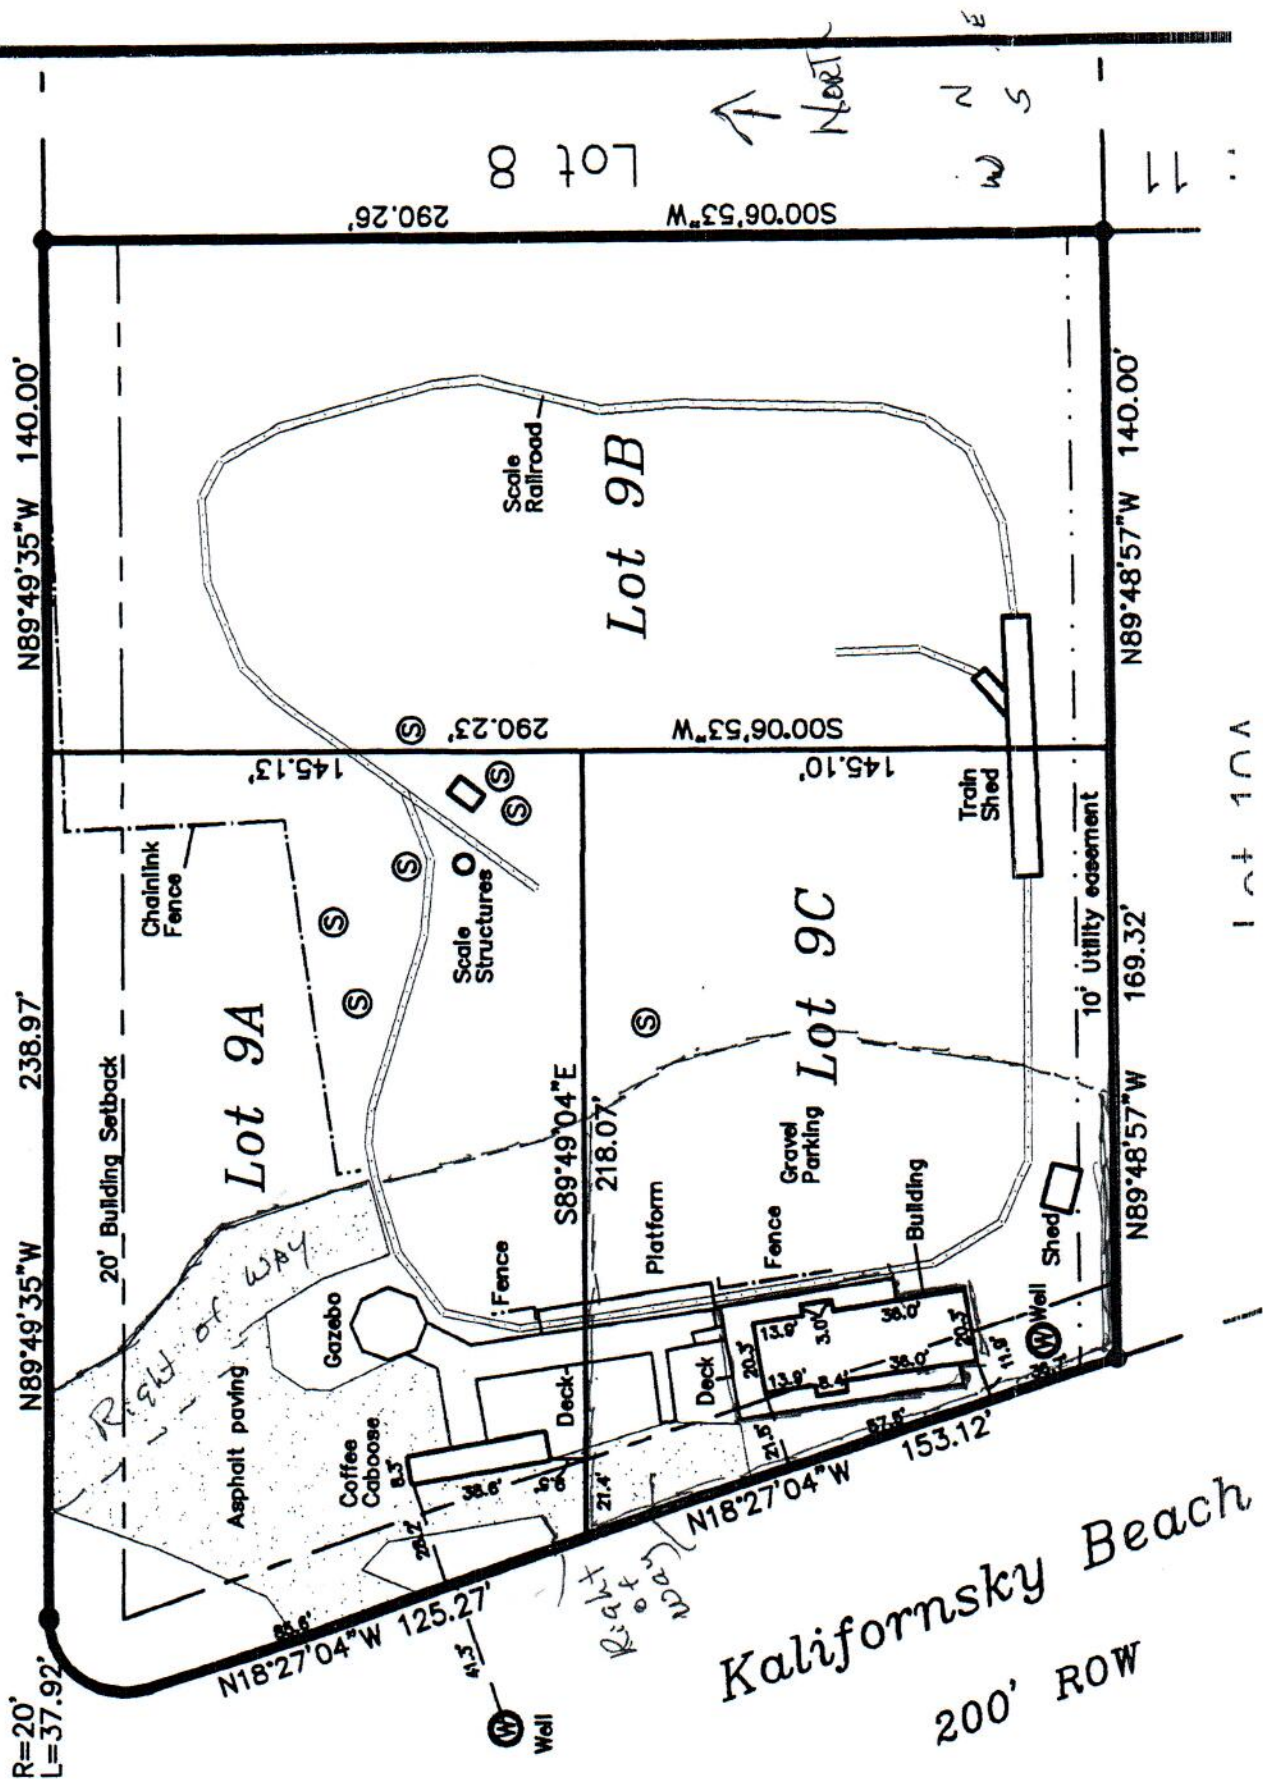 R=20'
L=37.92'
N89°49'35"W
238.97'
N89°49'35"W
140.00'
20' Building Setback
Right of Way
Asphalt paving
Lot 9A
Chainlink
Fence
Gazebo
Coffee
Caboose
8.3'
38.6'
28.2'
85.6'
N18°27'04"W
125.27'
41.3'
W
Well
Deck
Fence
S
S
S
S
S
S
Scale
Structures
145.13'
290.23'
S00°06'53"W
145.10'
S89°49'04"E
218.07'
Scale
Railroad
Lot 9B
290.26'
S00°06'53"W
Lot 8
NORTH
N
W
S
11
Right
of
Way
21.4'
N18°27'04"W
153.12'
21.5'
Platform
Deck
20.3'
13.9'
3.0'
38.0'
13.9'
8.4'
38.0'
20.3'
11.9'
Fence
Gravel
Parking
Building
S
Lot 9C
Train
Shed
Shed
W
Well
10' Utility easement
N89°48'57"W
169.32'
N89°48'57"W
140.00'
Kalifornsky Beach
200' ROW